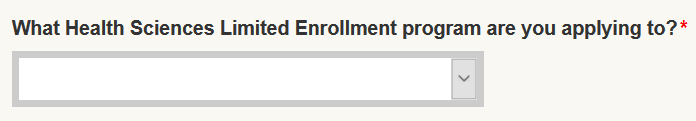 What Health Sciences Limited Enrollment program are you applying to?*